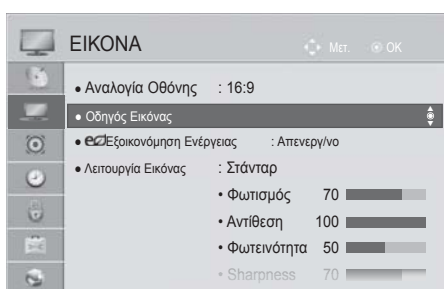 ΕΙΚΟΝΑ Μετ. OK
• Αναλογία Οθόνης : 16:9
• Οδηγός Εικόνας
• Εξοικονόμηση Ενέργειας : Απενεργ/νο
• Λειτουργία Εικόνας : Στάνταρ
• Φωτισμός 70
• Αντίθεση 100
• Φωτεινότητα 50
• Sharpness 70